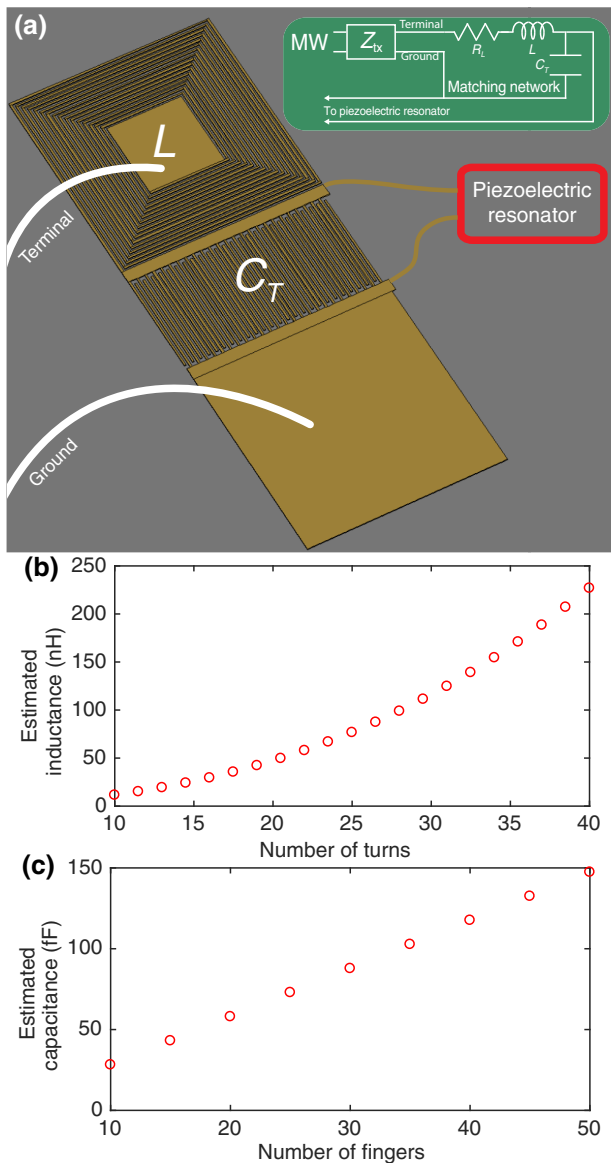 (a)
MW
Z_tx
Terminal
Ground
R_L
L
C_T
Matching network
To piezoelectric resonator
L
Terminal
Piezoelectric
resonator
C_T
Ground
(b)
250
200
150
100
50
0
Estimated
inductance (nH)
10 15 20 25 30 35 40
Number of turns
(c)
150
100
50
0
Estimated
capacitance (fF)
10 20 30 40 50
Number of fingers